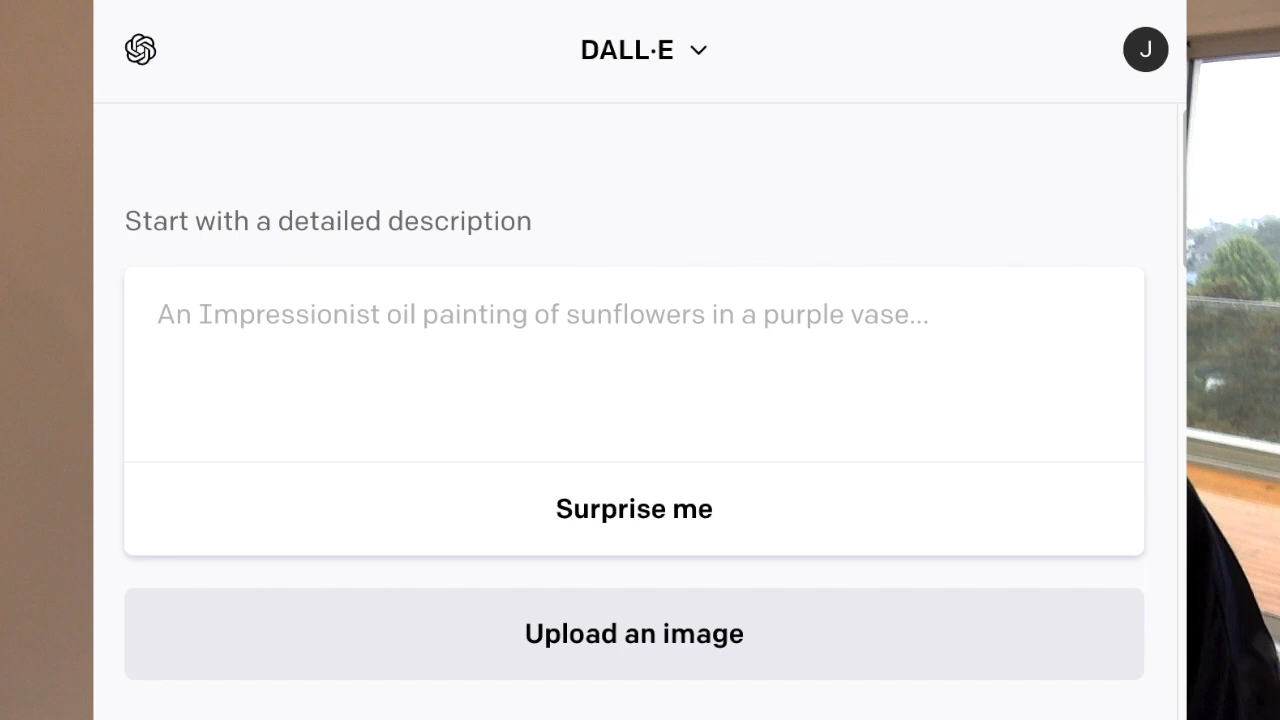 DALL·E
J
Start with a detailed description
An Impressionist oil painting of sunflowers in a purple vase...
Surprise me
Upload an image